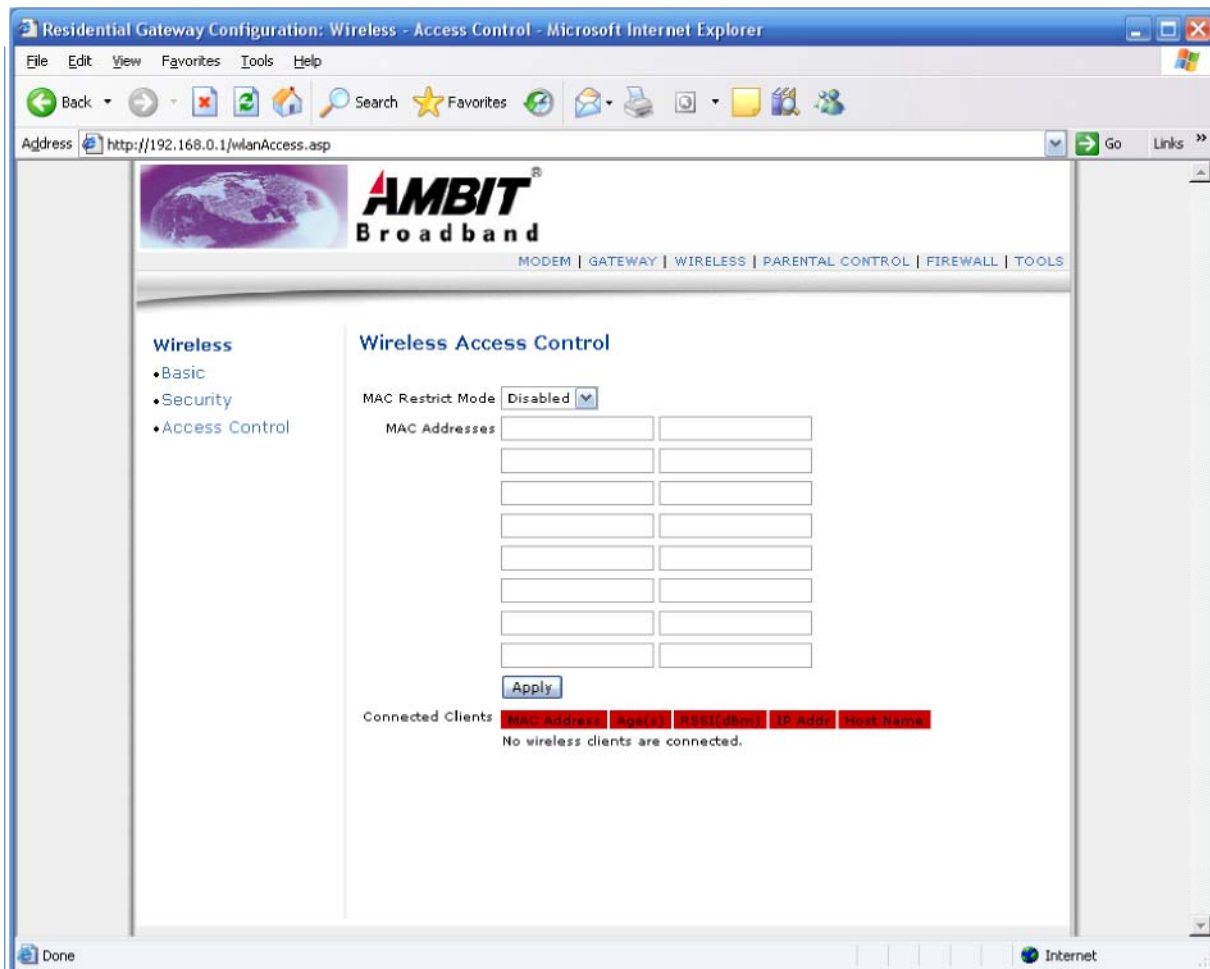 Residential Gateway Configuration: Wireless - Access Control - Microsoft Internet Explorer
File Edit View Favorites Tools Help
Back Search Favorites
Address http://192.168.0.1/wlanAccess.asp Go Links »
AMBIT®
Broadband
MODEM | GATEWAY | WIRELESS | PARENTAL CONTROL | FIREWALL | TOOLS
Wireless
•Basic
•Security
•Access Control
Wireless Access Control
MAC Restrict Mode Disabled
MAC Addresses
Apply
Connected Clients MAC Address Age(s) RSSI(dBm) IP Addr Host Name
No wireless clients are connected.
Done Internet